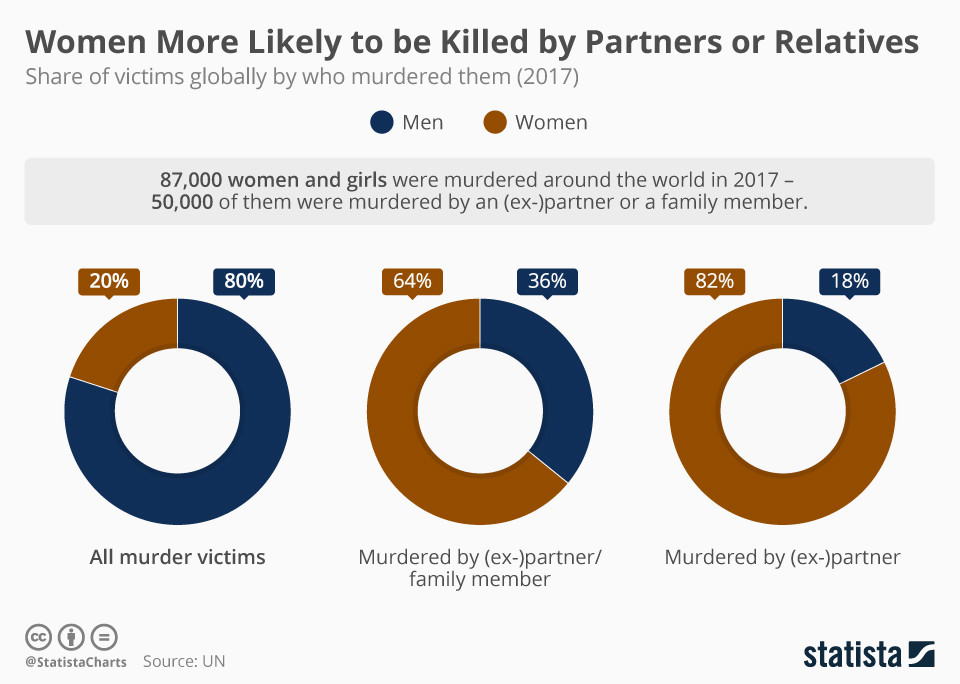 Women More Likely to be Killed by Partners or Relatives
Share of victims globally by who murdered them (2017)
Men Women
87,000 women and girls were murdered around the world in 2017 –
50,000 of them were murdered by an (ex-)partner or a family member.
20% 80% 64% 36% 82% 18%
All murder victims
Murdered by (ex-)partner/
family member
Murdered by (ex-)partner
cc
@StatistaCharts Source: UN
statista